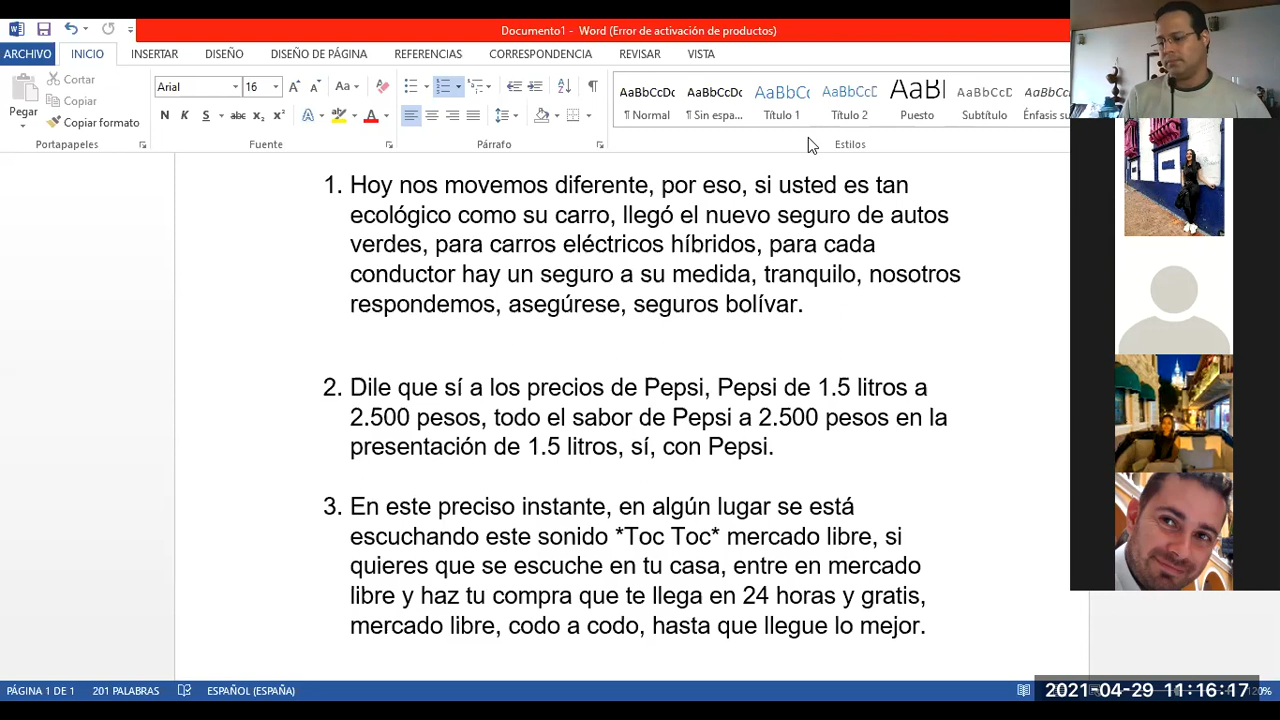 Documento1 - Word (Error de activación de productos)
ARCHIVO INICIO INSERTAR DISEÑO DISEÑO DE PÁGINA REFERENCIAS CORRESPONDENCIA REVISAR VISTA
Cortar
Copiar
Pegar
Copiar formato
Portapapeles
Arial 16
Aa
N K S abc x₂ x² A A
Fuente
Párrafo
AaBbCcDc AaBbCcDc AaBbCc AaBbCcD AaBl AaBbCcD AaBbCcDc
¶ Normal ¶ Sin espa... Título 1 Título 2 Puesto Subtítulo Énfasis su
Estilos
1. Hoy nos movemos diferente, por eso, si usted es tan
ecológico como su carro, llegó el nuevo seguro de autos
verdes, para carros eléctricos híbridos, para cada
conductor hay un seguro a su medida, tranquilo, nosotros
respondemos, asegúrese, seguros bolívar.
2. Dile que sí a los precios de Pepsi, Pepsi de 1.5 litros a
2.500 pesos, todo el sabor de Pepsi a 2.500 pesos en la
presentación de 1.5 litros, sí, con Pepsi.
3. En este preciso instante, en algún lugar se está
escuchando este sonido *Toc Toc* mercado libre, si
quieres que se escuche en tu casa, entre en mercado
libre y haz tu compra que te llega en 24 horas y gratis,
mercado libre, codo a codo, hasta que llegue lo mejor.
PÁGINA 1 DE 1 201 PALABRAS ESPAÑOL (ESPAÑA)
2021-04-29 11:16:17
120%